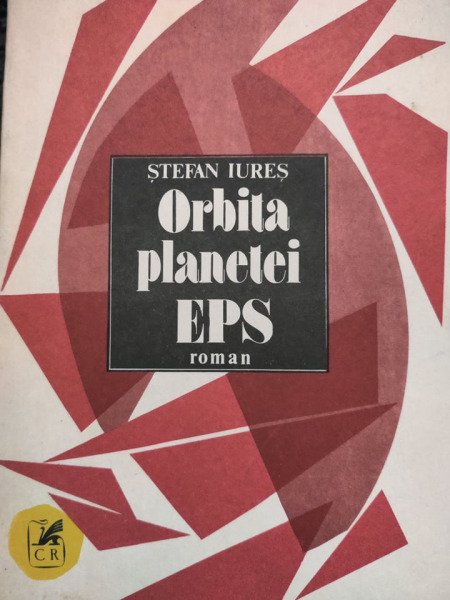 ȘTEFAN IUREȘ
Orbita
planetei
EPS
roman
CR